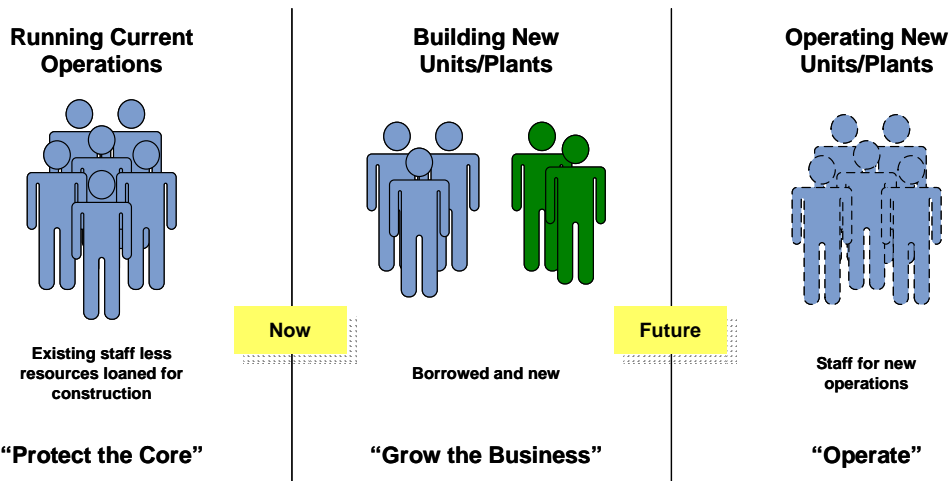 Running Current
Operations
Building New
Units/Plants
Operating New
Units/Plants
Now
Future
Existing staff less
resources loaned for
construction
Borrowed and new
Staff for new
operations
“Protect the Core”
“Grow the Business”
“Operate”